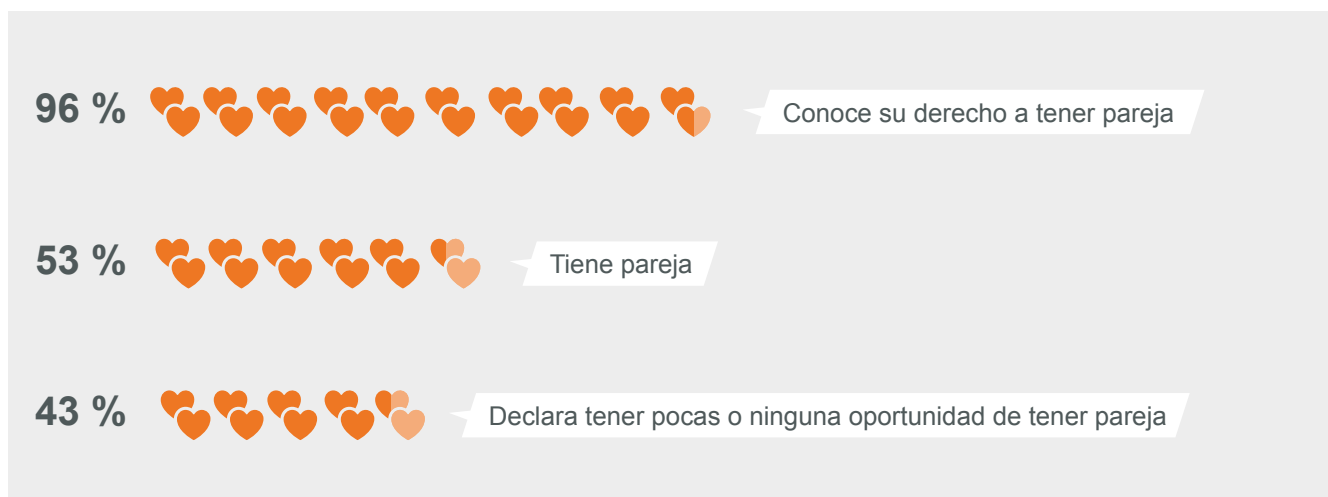 96 % Conoce su derecho a tener pareja
53 % Tiene pareja
43 % Declara tener pocas o ninguna oportunidad de tener pareja